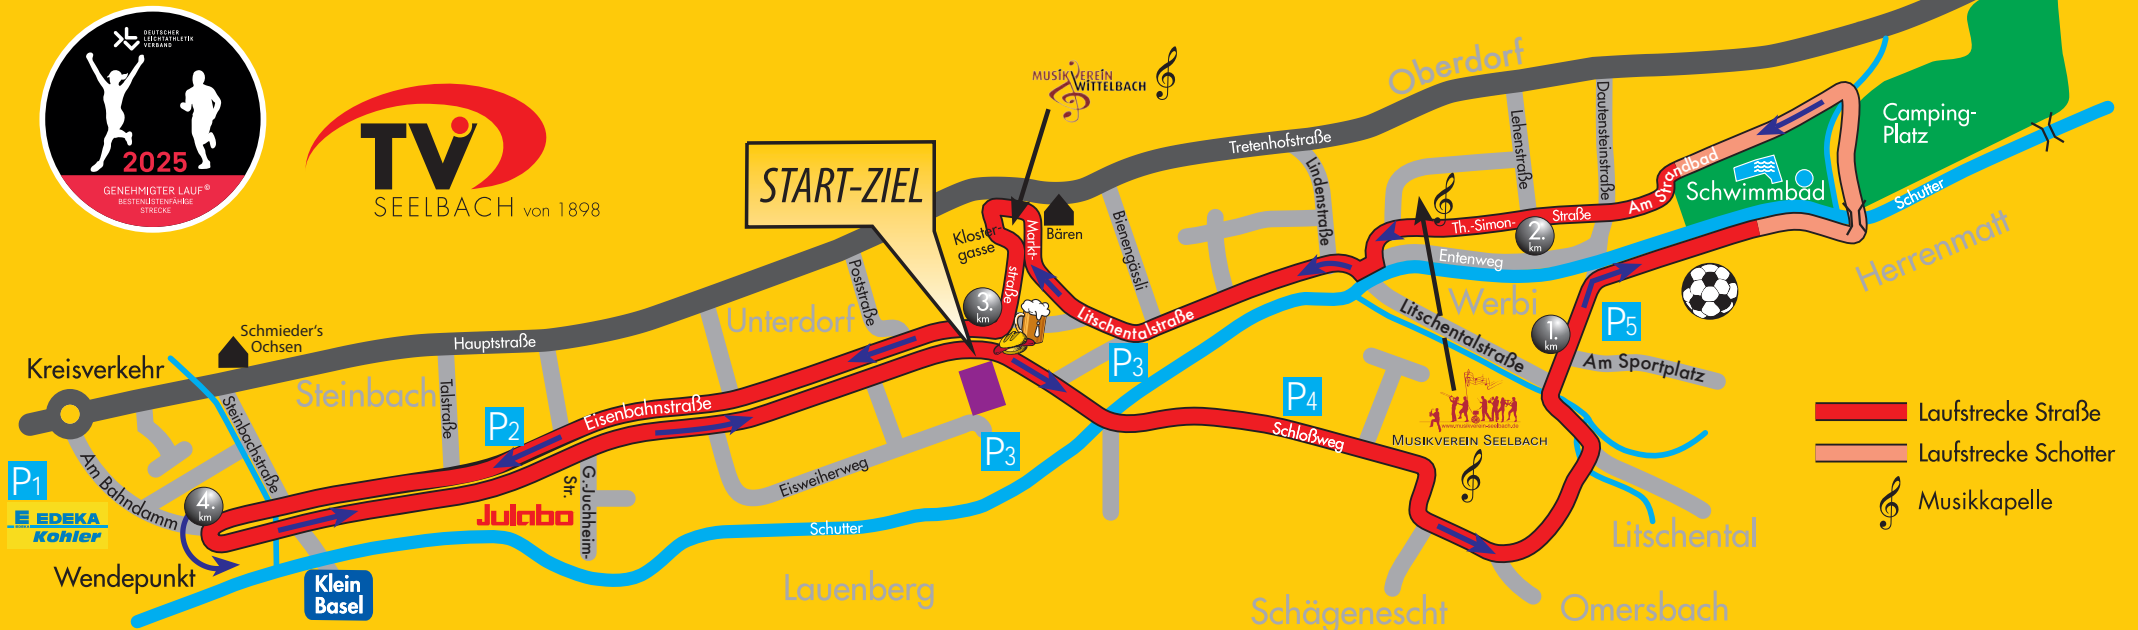 DEUTSCHER
LEICHTATHLETIK
VERBAND
2025
GENEHMIGTER LAUF®
BESTENLISTENFÄHIGE
STRECKE
TV
SEELBACH von 1898
START-ZIEL
MUSIKVEREIN
WITTELBACH
Oberdorf
Tretenhofstraße
Lehenstraße
Dautensteinstraße
Camping-
Platz
Schwimmbad
Am Strandbad
Schutter
Herrenmatt
Th.-Simon-
Straße
2.
km
Entenweg
Lindenstraße
Bienengässli
Bären
Markt-
straße
Kloster-
gasse
3.
km
Litschentalstraße
P3
Werbi
Litschentalstraße
1.
km
P5
Am Sportplatz
Poststraße
Unterdorf
Hauptstraße
Schmieder's
Ochsen
Kreisverkehr
Steinbach
Talstraße
Steinbachstraße
P2
Eisenbahnstraße
P4
Schloßweg
www.musikverein-seelbach.de
MUSIKVEREIN SEELBACH
Laufstrecke Straße
Laufstrecke Schotter
Musikkapelle
P1
E EDEKA
Kohler
Am Bahndamm
4.
km
Wendepunkt
Klein
Basel
Julabo
G.-Juchheim-
Str.
Eisweiherweg
P3
Schutter
Lauenberg
Schägenescht
Omersbach
Litschental